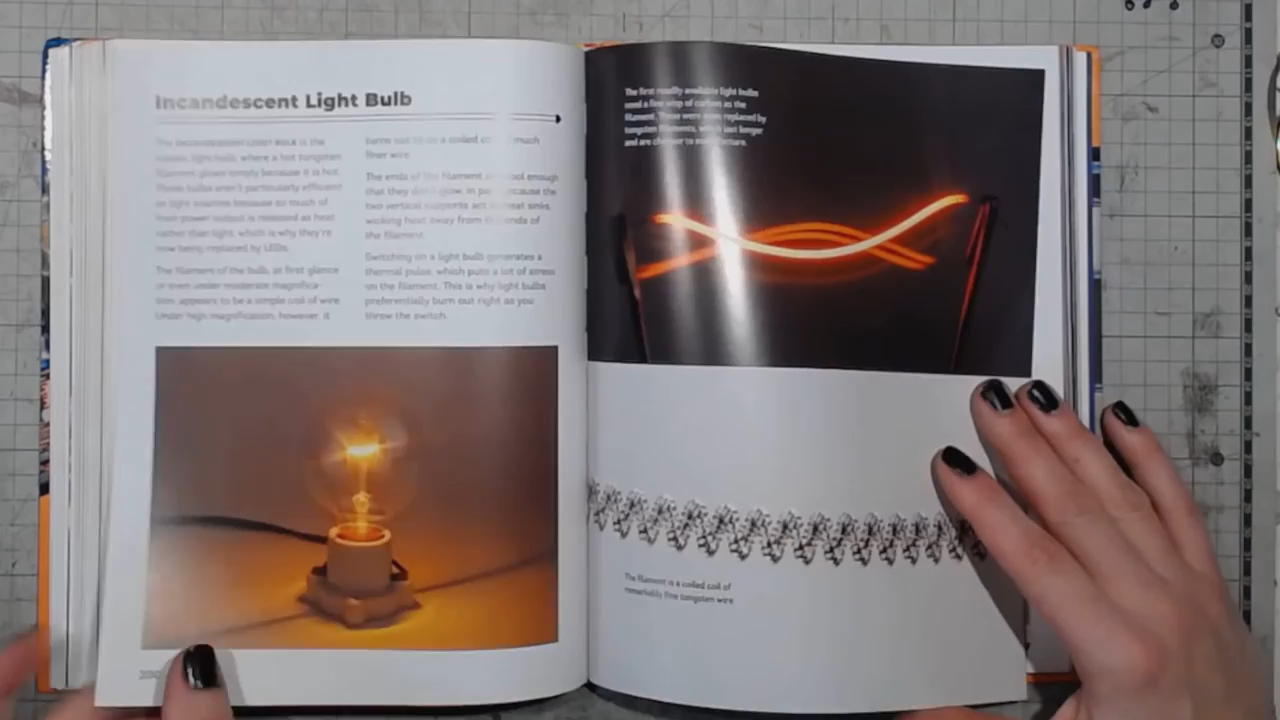 Incandescent Light Bulb
The Incandescent Light Bulb is the
classic light bulb, where a hot tungsten
filament glows simply because it is hot.
These bulbs aren't particularly efficient
as light sources because so much of
their power output is released as heat
rather than light, which is why they're
now being replaced by LEDs.
The filament of the bulb, at first glance
or even under moderate magnifica-
tion, appears to be a simple coil of wire.
Under high magnification, however, it
turns out to be a coiled coil of much
finer wire.
The ends of the filament are cool enough
that they don't glow, in part because the
two vertical supports act as heat sinks,
wicking heat away from the ends of
the filament.
Switching on a light bulb generates a
thermal pulse, which puts a lot of stress
on the filament. This is why light bulbs
preferentially burn out right as you
throw the switch.
The first readily available light bulbs
used a fine wisp of carbon as the
filament. These were soon replaced by
tungsten filaments, which last longer
and are cheaper to manufacture.
The filament is a coiled coil of
remarkably fine tungsten wire